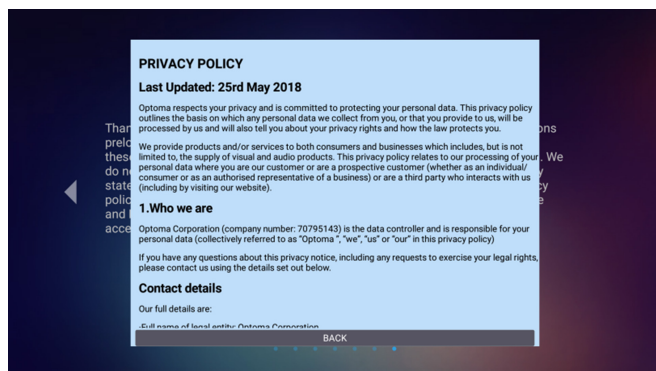 PRIVACY POLICY
Last Updated: 25rd May 2018
Optoma respects your privacy and is committed to protecting your personal data. This privacy policy
outlines the basis on which any personal data we collect from you, or that you provide to us, will be
processed by us and will also tell you about your privacy rights and how the law protects you.
We provide products and/or services to both consumers and businesses which includes, but is not
limited to, the supply of visual and audio products. This privacy policy relates to our processing of your
personal data where you are our customer or are a prospective customer (whether as an individual/
consumer or as an authorised representative of a business) or are a third party who interacts with us
(including by visiting our website).
1.Who we are
Optoma Corporation (company number: 70795143) is the data controller and is responsible for your
personal data (collectively referred to as “Optoma ”, “we”, “us” or “our” in this privacy policy)
If you have any questions about this privacy notice, including any requests to exercise your legal rights,
please contact us using the details set out below.
Contact details
Our full details are:
-Full name of legal entity: Optoma Corporation
BACK